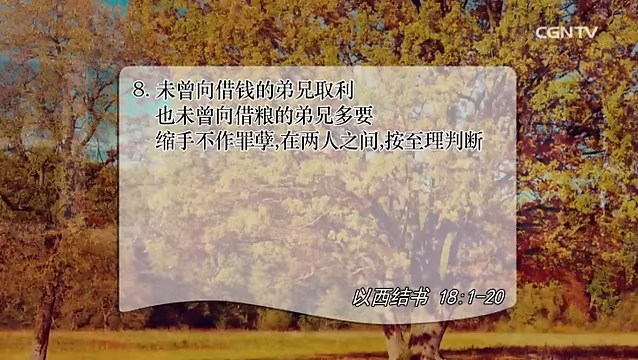 CGNTV
8. 未曾向借钱的弟兄取利
也未曾向借粮的弟兄多要
缩手不作罪孽,在两人之间,按至理判断
以西结书 18:1-20